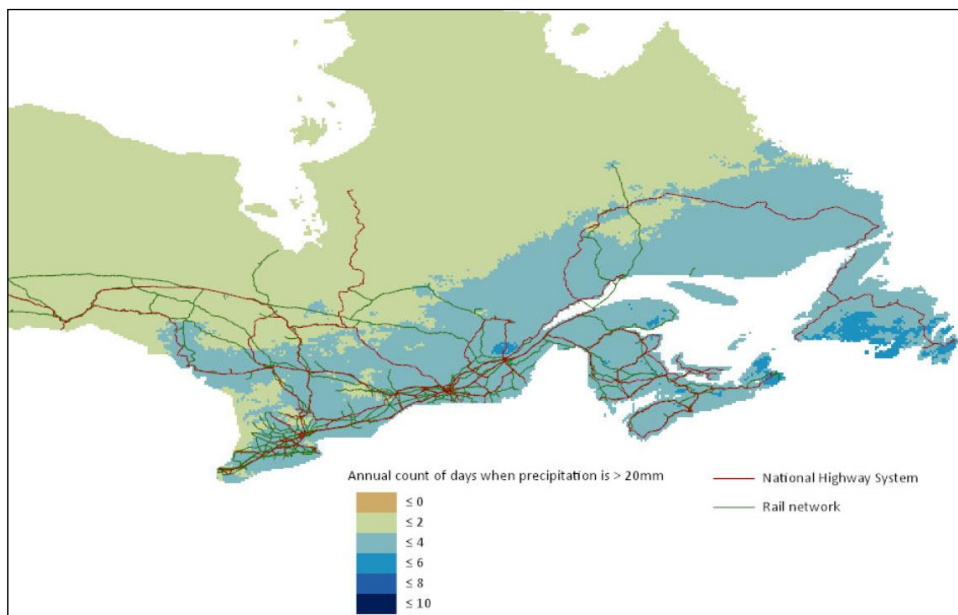 Annual count of days when precipitation is > 20mm
≤ 0
≤ 2
≤ 4
≤ 6
≤ 8
≤ 10
National Highway System
Rail network